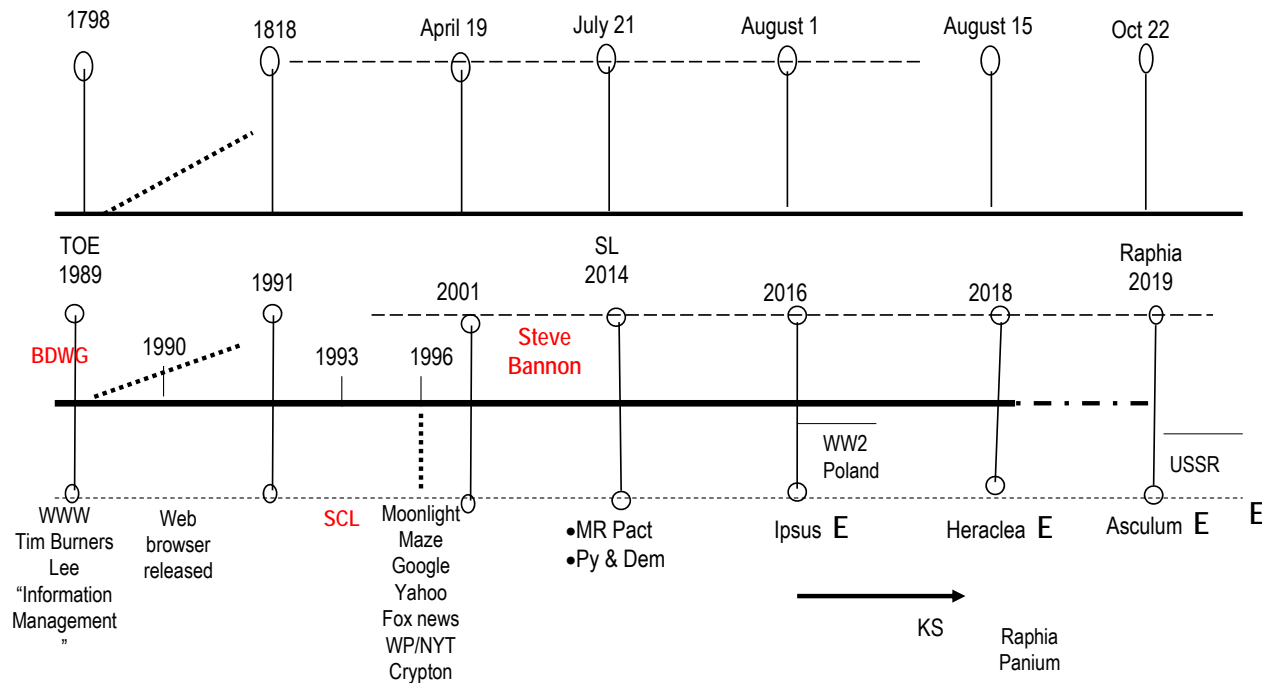 1798
1818
April 19
July 21
August 1
August 15
Oct 22
TOE
1989
1991
2001
SL
2014
2016
2018
Raphia
2019
BDWG
1990
1993
1996
Steve
Bannon
WW2
Poland
USSR
WWW
Tim Burners
Lee
“Information
Management
”
Web
browser
released
SCL
Moonlight
Maze
Google
Yahoo
Fox news
WP/NYT
Crypton
•MR Pact
•Py & Dem
Ipsus E
Heraclea E
Asculum E
E
KS
Raphia
Panium